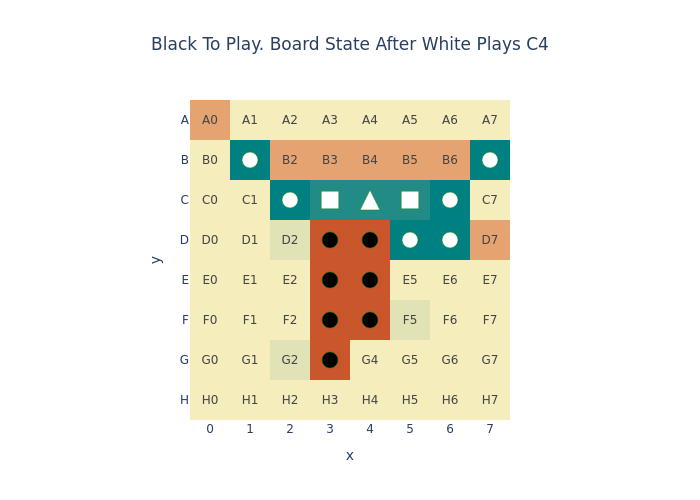 Black To Play. Board State After White Plays C4
A A0 A1 A2 A3 A4 A5 A6 A7
B B0 B2 B3 B4 B5 B6
C C0 C1 C7
D D0 D1 D2 D7
y
E E0 E1 E2 E5 E6 E7
F F0 F1 F2 F5 F6 F7
G G0 G1 G2 G4 G5 G6 G7
H H0 H1 H2 H3 H4 H5 H6 H7
0 1 2 3 4 5 6 7
x